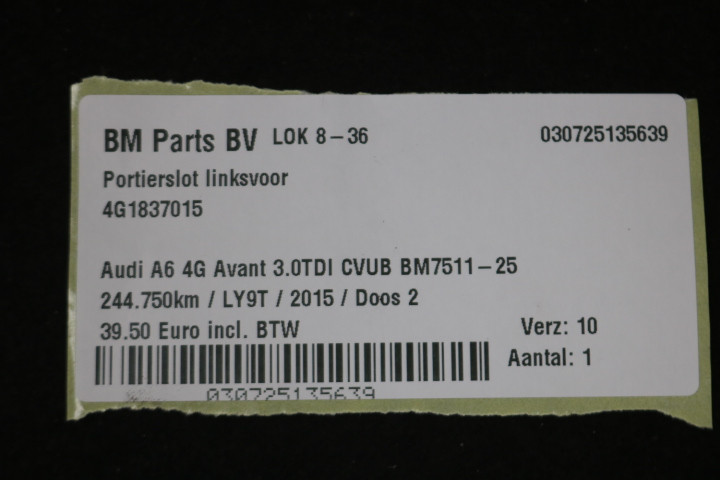 BM Parts BV LOK 8-36 030725135639
Portierslot linksvoor
4G1837015
Audi A6 4G Avant 3.0TDI CVUB BM7511-25
244.750km / LY9T / 2015 / Doos 2
39.50 Euro incl. BTW Verz: 10
Aantal: 1
030725135639